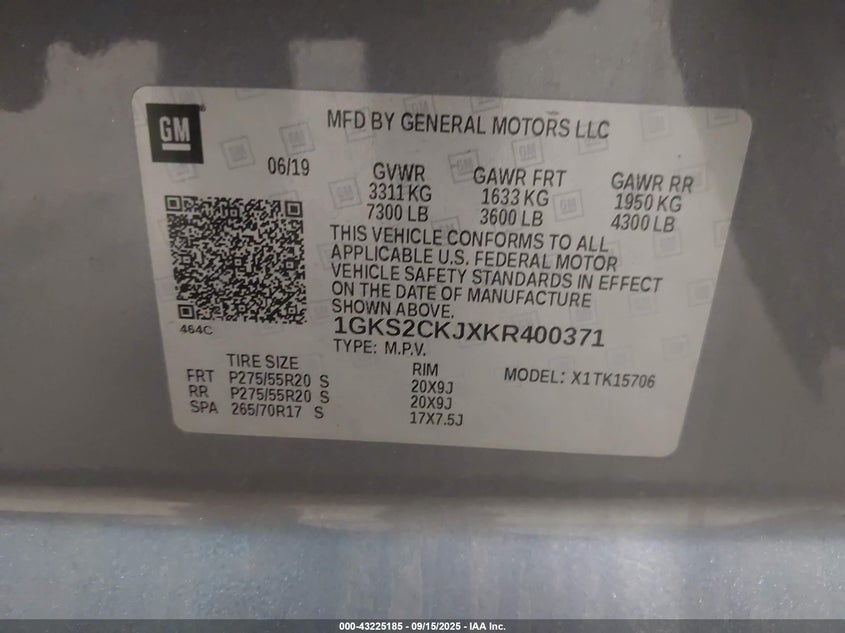 GM
MFD BY GENERAL MOTORS LLC
06/19 GVWR GAWR FRT GAWR RR
3311 KG 1633 KG 1950 KG
7300 LB 3600 LB 4300 LB
THIS VEHICLE CONFORMS TO ALL
APPLICABLE U.S. FEDERAL MOTOR
VEHICLE SAFETY STANDARDS IN EFFECT
ON THE DATE OF MANUFACTURE
SHOWN ABOVE.
464C
1GKS2CKJXKR400371
TYPE: M.P.V. MODEL: X1TK15706
TIRE SIZE RIM
FRT P275/55R20 S 20X9J
RR P275/55R20 S 20X9J
SPA 265/70R17 S 17X7.5J
000-43225185 - 09/15/2025 - IAA Inc.